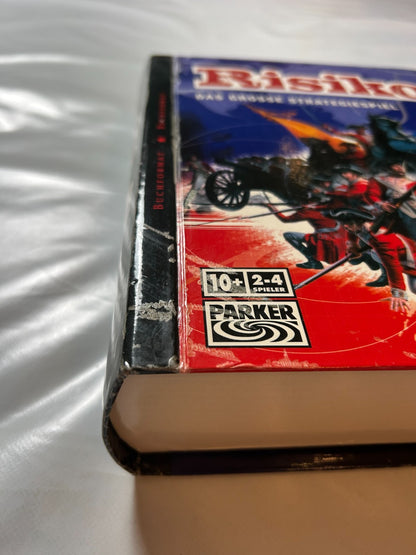 Risiko
DAS GROSSE STRATEGIESPIEL
BUCHFORMAT
10+
2-4
SPIELER
PARKER